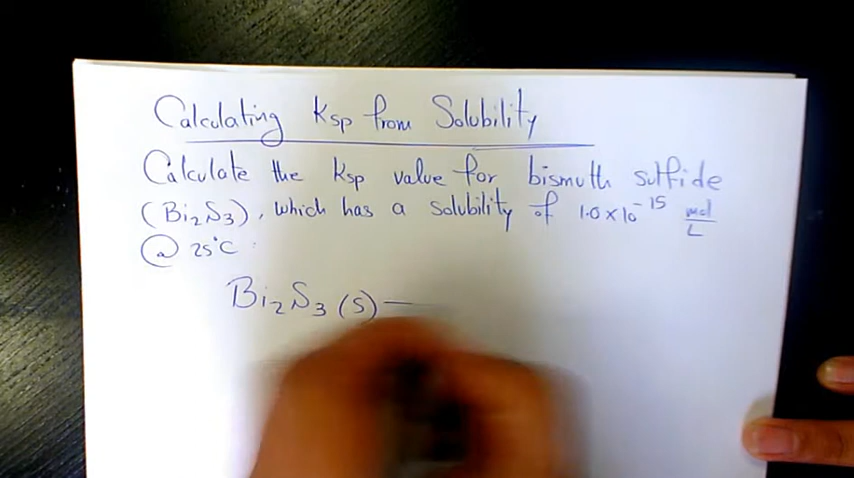 Calculating Ksp from Solubility
Calculate the Ksp value for bismuth sulfide
(Bi₂S₃), which has a solubility of 1.0×10⁻¹⁵ mol/L
@ 25°C.
Bi₂S₃(s) —